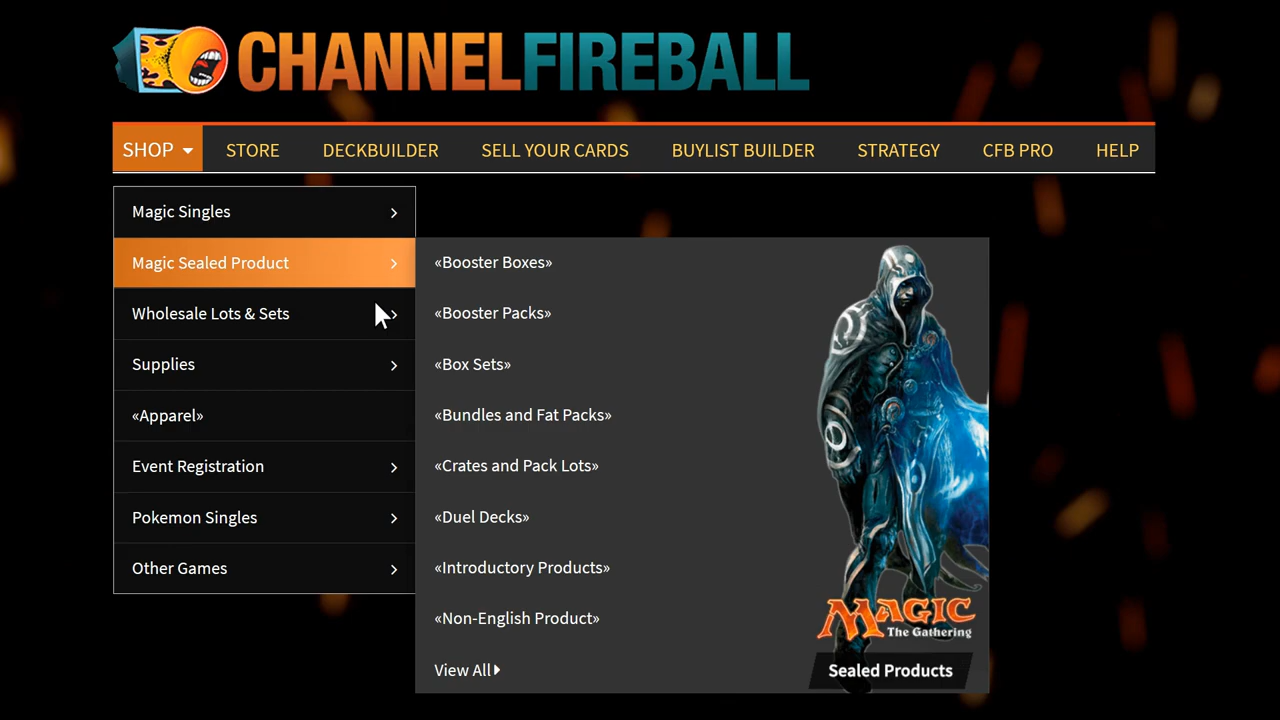 CHANNELFIREBALL
SHOP STORE DECKBUILDER SELL YOUR CARDS BUYLIST BUILDER STRATEGY CFB PRO HELP
Magic Singles
Magic Sealed Product
Wholesale Lots & Sets
Supplies
«Apparel»
Event Registration
Pokemon Singles
Other Games
«Booster Boxes»
«Booster Packs»
«Box Sets»
«Bundles and Fat Packs»
«Crates and Pack Lots»
«Duel Decks»
«Introductory Products»
«Non-English Product»
View All
MAGIC
The Gathering
Sealed Products